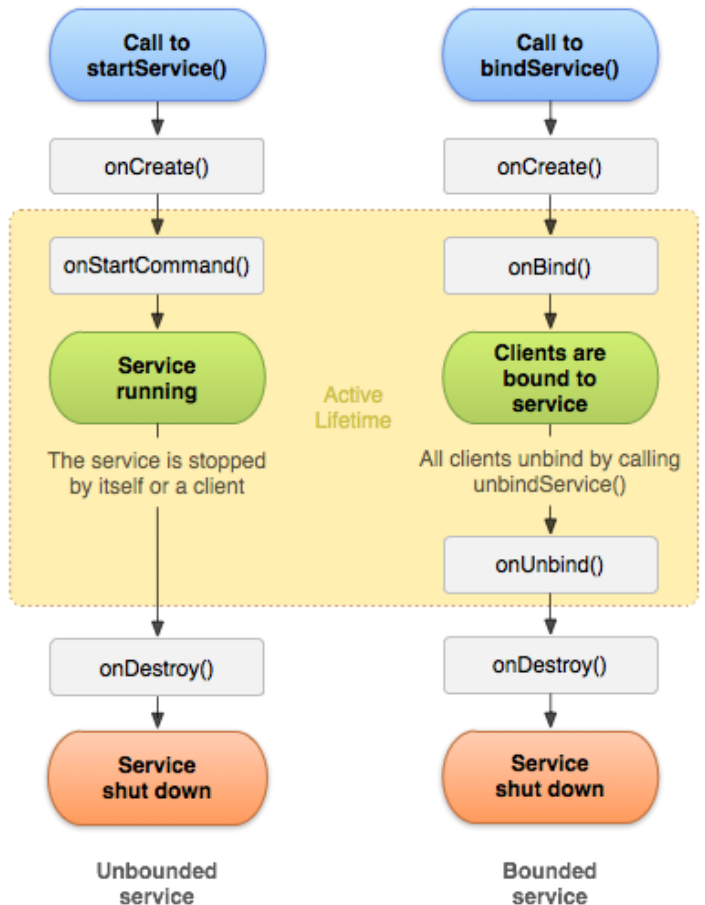 Call to
startService()
onCreate()
onStartCommand()
Service
running
The service is stopped
by itself or a client
onDestroy()
Service
shut down
Unbounded
service
Active
Lifetime
Call to
bindService()
onCreate()
onBind()
Clients are
bound to
service
All clients unbind by calling
unbindService()
onUnbind()
onDestroy()
Service
shut down
Bounded
service